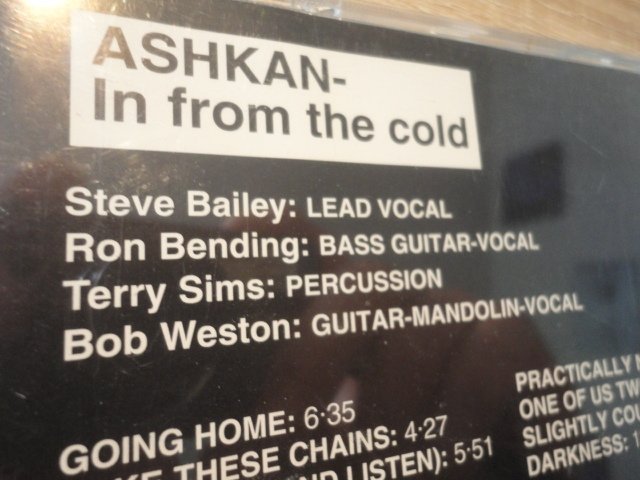 ASHKAN-
In from the cold
Steve Bailey: LEAD VOCAL
Ron Bending: BASS GUITAR-VOCAL
Terry Sims: PERCUSSION
Bob Weston: GUITAR-MANDOLIN-VOCAL
GOING HOME: 6·35
THESE CHAINS: 4·27
LISTEN): 5·51
PRACTICALLY
ONE OF US
SLIGHTLY
DARKNESS: